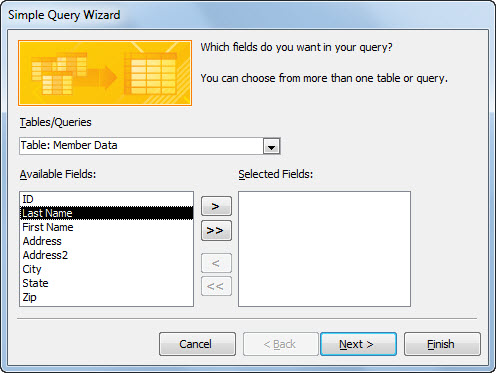 Simple Query Wizard
Which fields do you want in your query?
You can choose from more than one table or query.
Tables/Queries
Table: Member Data
Available Fields:
Selected Fields:
ID
Last Name
First Name
Address
Address2
City
State
Zip
>
>>
<
<<
Cancel
< Back
Next >
Finish